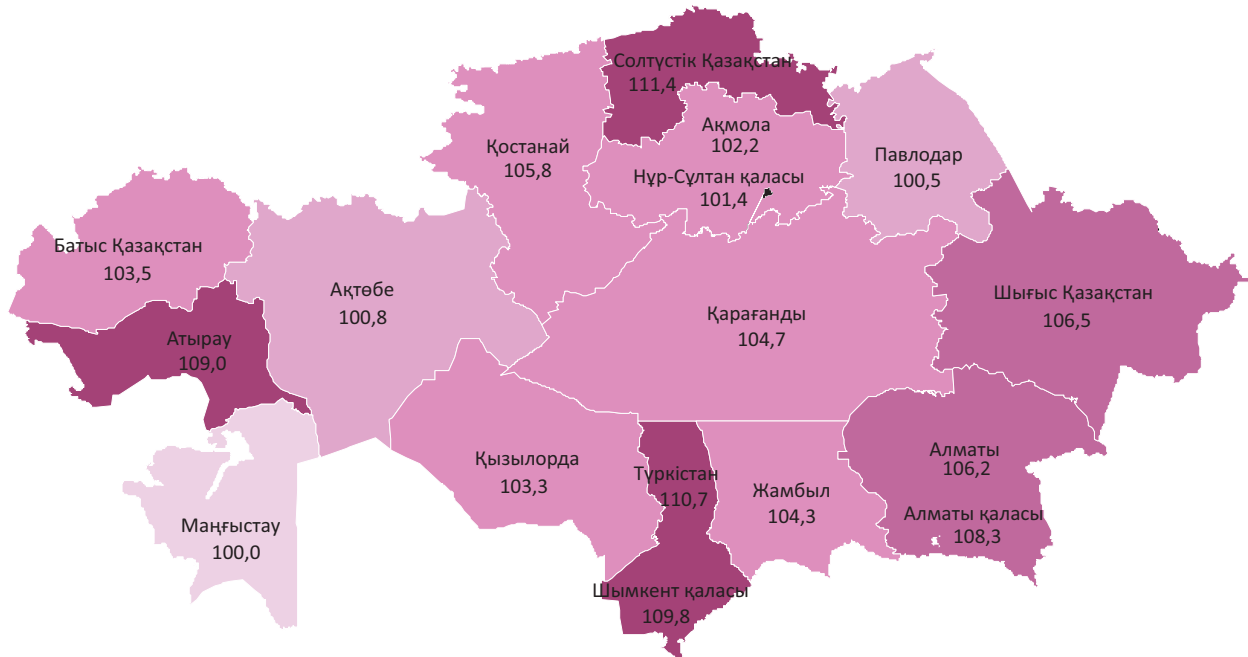 Солтүстік Қазақстан
111,4
Ақмола
102,2
Қостанай
105,8
Павлодар
100,5
Нұр-Сұлтан қаласы
101,4
Батыс Қазақстан
103,5
Ақтөбе
100,8
Шығыс Қазақстан
106,5
Қарағанды
104,7
Атырау
109,0
Алматы
106,2
Қызылорда
103,3
Түркістан
110,7
Жамбыл
104,3
Алматы қаласы
108,3
Маңғыстау
100,0
Шымкент қаласы
109,8